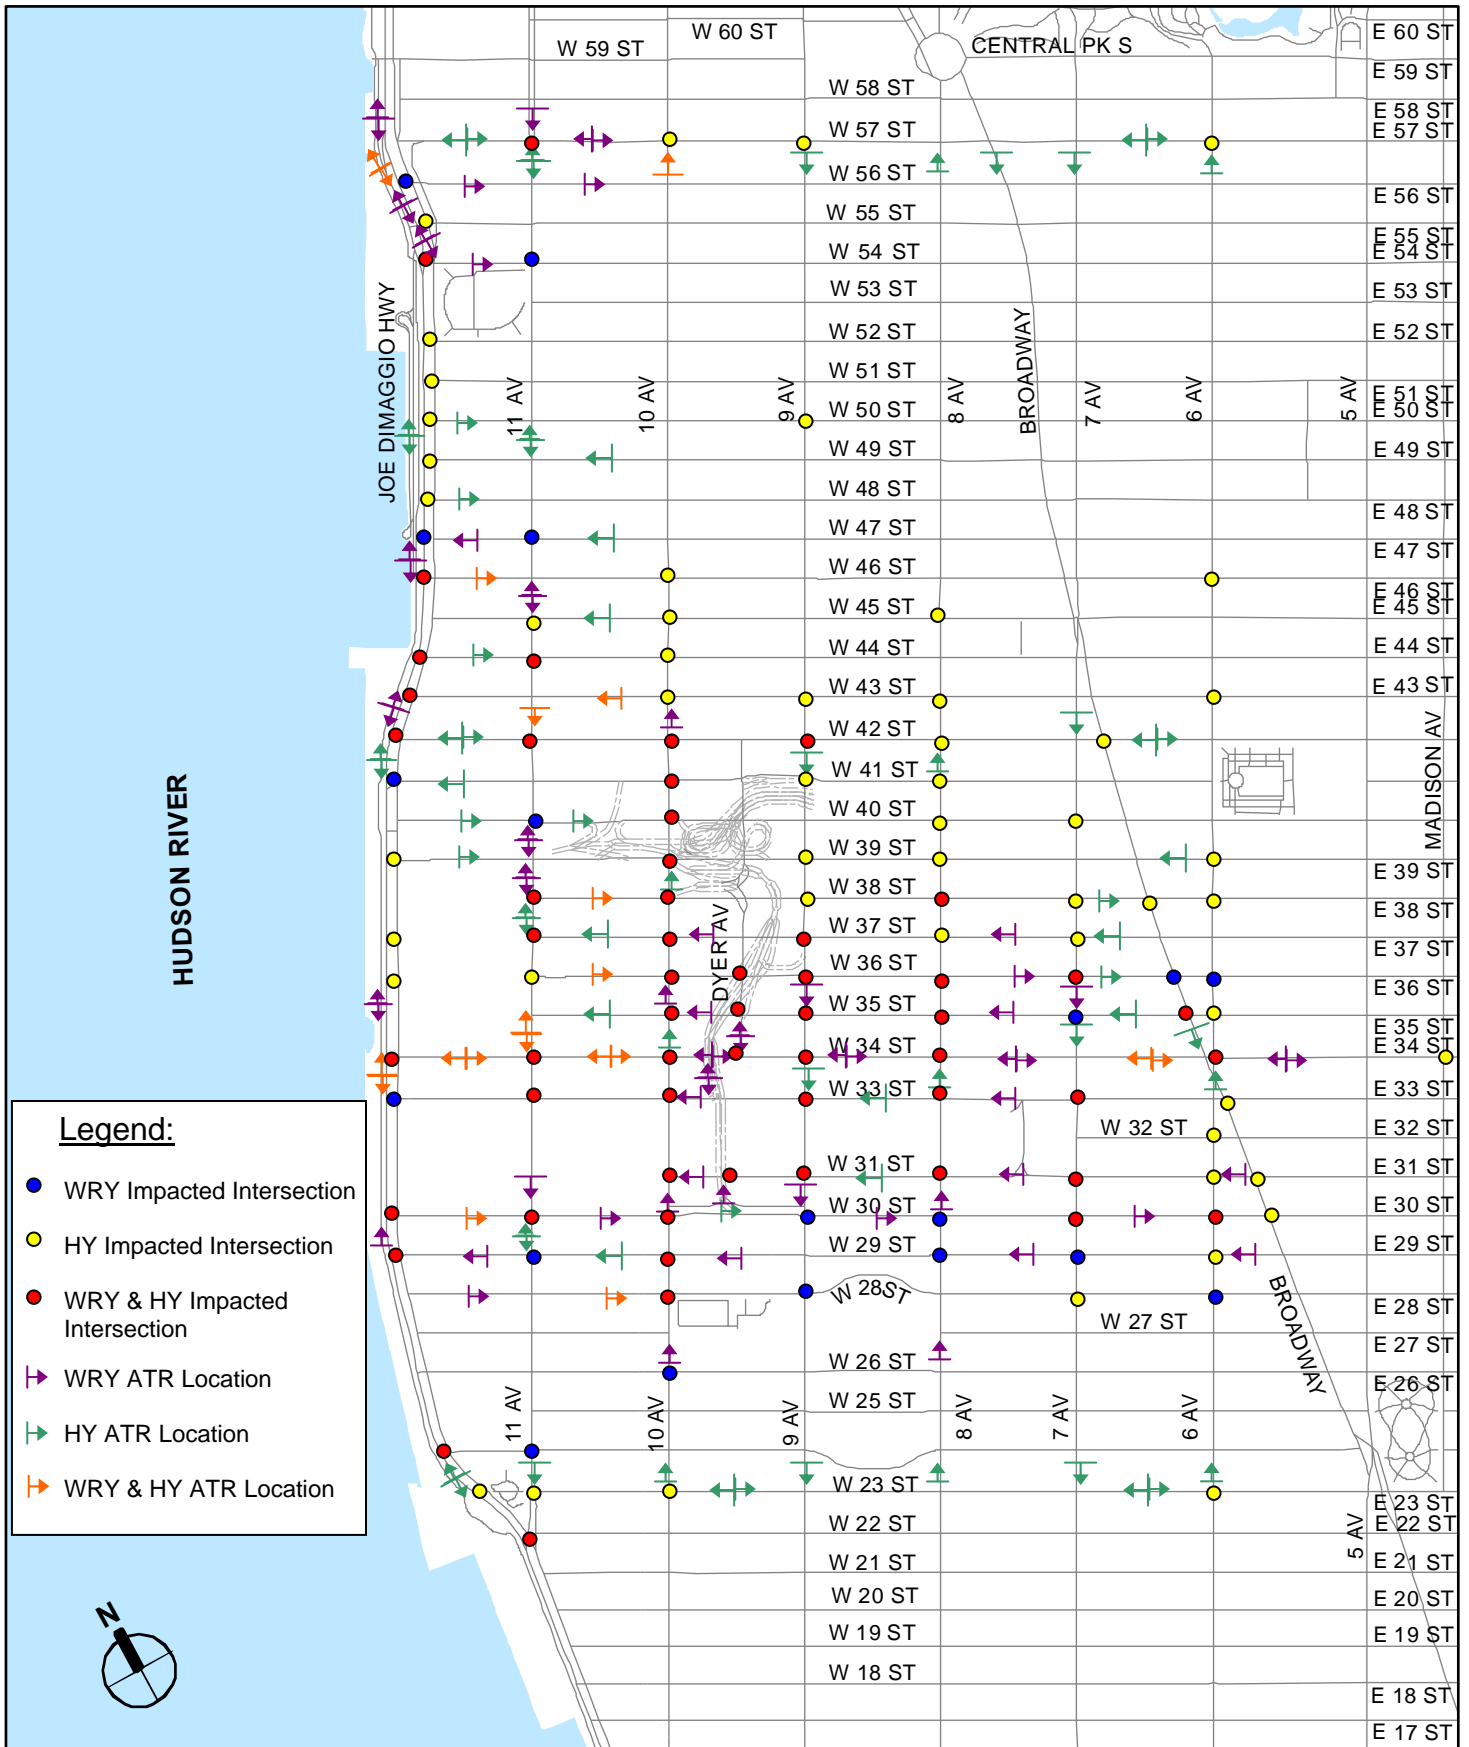 W 60 ST
E 60 ST
W 59 ST
CENTRAL PK S
E 59 ST
W 58 ST
E 58 ST
W 57 ST
E 57 ST
W 56 ST
E 56 ST
W 55 ST
E 55 ST
W 54 ST
E 54 ST
W 53 ST
E 53 ST
W 52 ST
E 52 ST
JOE DIMAGGIO HWY
11 AV
10 AV
9 AV
8 AV
BROADWAY
7 AV
6 AV
5 AV
W 51 ST
E 51 ST
W 50 ST
E 50 ST
W 49 ST
E 49 ST
W 48 ST
E 48 ST
W 47 ST
E 47 ST
W 46 ST
E 46 ST
W 45 ST
E 45 ST
W 44 ST
E 44 ST
W 43 ST
E 43 ST
W 42 ST
MADISON AV
W 41 ST
W 40 ST
HUDSON RIVER
W 39 ST
E 39 ST
W 38 ST
E 38 ST
DYER AV
W 37 ST
E 37 ST
W 36 ST
E 36 ST
W 35 ST
E 35 ST
W 34 ST
E 34 ST
W 33 ST
E 33 ST
W 32 ST
E 32 ST
W 31 ST
E 31 ST
W 30 ST
E 30 ST
W 29 ST
E 29 ST
W 28 ST
E 28 ST
W 27 ST
E 27 ST
BROADWAY
W 26 ST
E 26 ST
W 25 ST
11 AV
10 AV
9 AV
8 AV
7 AV
6 AV
W 23 ST
E 23 ST
W 22 ST
E 22 ST
5 AV
W 21 ST
E 21 ST
W 20 ST
E 20 ST
W 19 ST
E 19 ST
W 18 ST
E 18 ST
E 17 ST
Legend:
WRY Impacted Intersection
HY Impacted Intersection
WRY & HY Impacted
Intersection
WRY ATR Location
HY ATR Location
WRY & HY ATR Location
N